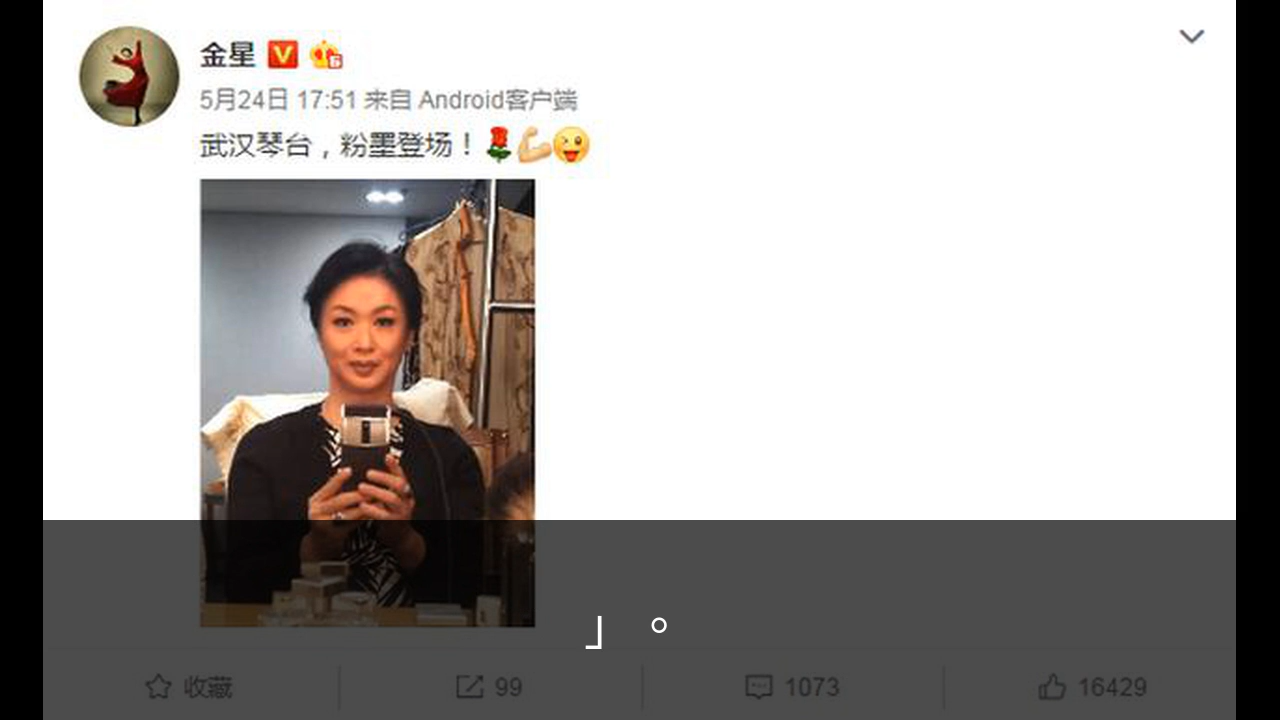 金星
5月24日 17:51 来自 Android客户端
武汉琴台，粉墨登场！
」。
收藏
99
1073
16429